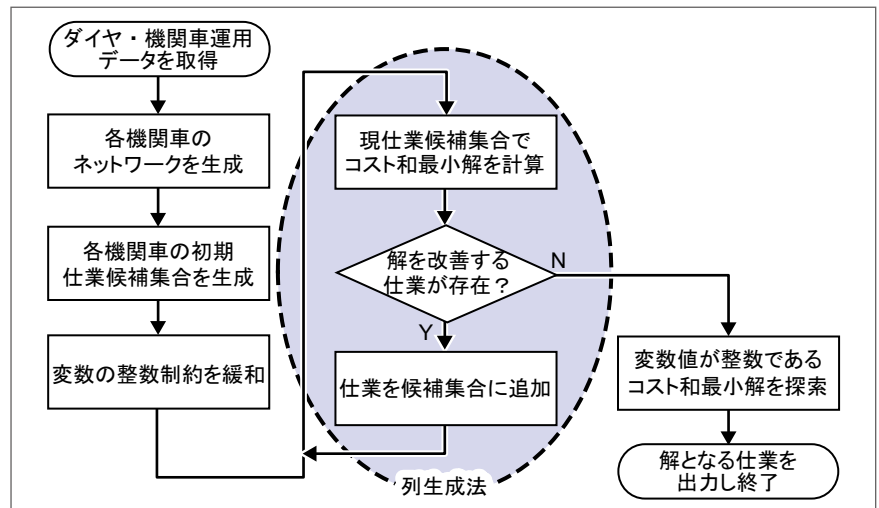 ダイヤ・機関車運用
データを取得
各機関車の
ネットワークを生成
各機関車の初期
仕業候補集合を生成
変数の整数制約を緩和
現仕業候補集合で
コスト和最小解を計算
解を改善する
仕業が存在?
N
Y
仕業を候補集合に追加
列生成法
変数値が整数である
コスト和最小解を探索
解となる仕業を
出力し終了